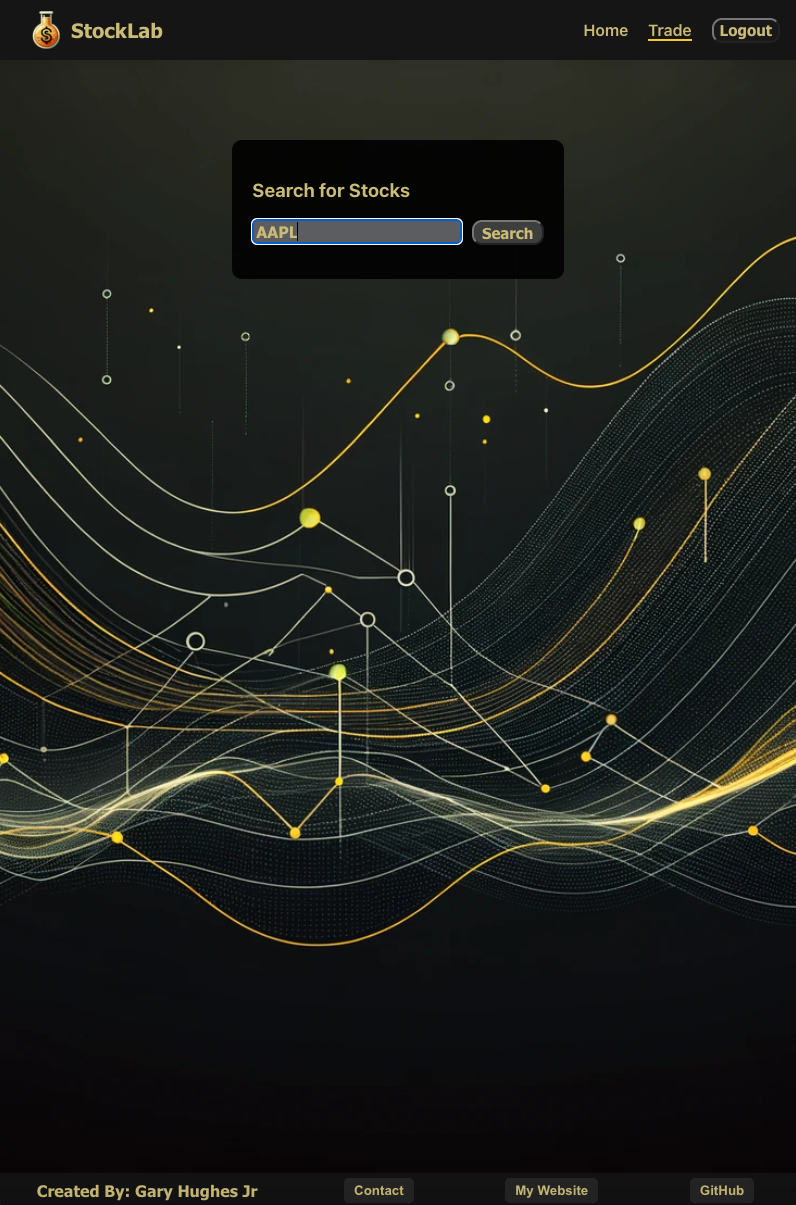 StockLab
Home Trade Logout
Search for Stocks
AAPL Search
Created By: Gary Hughes Jr Contact My Website GitHub